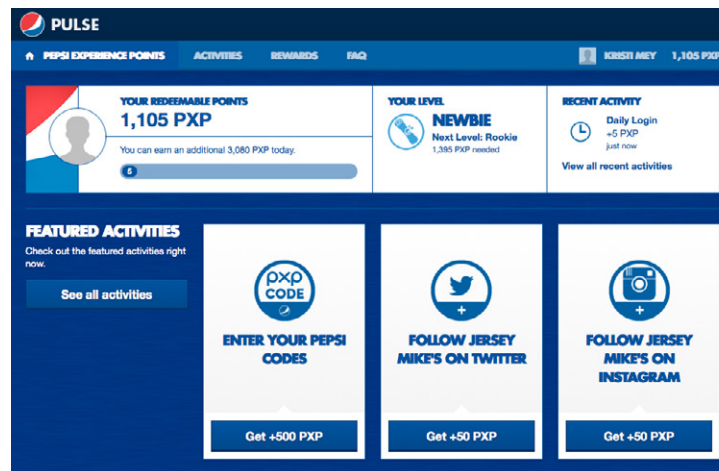 PULSE
PEPSI EXPERIENCE POINTS
ACTIVITIES
REWARDS
FAQ
KRISTI MEY
1,105 PXP
YOUR REDEEMABLE POINTS
1,105 PXP
You can earn an additional 3,080 PXP today.
5
YOUR LEVEL
NEWBIE
Next Level: Rookie
1,395 PXP needed
RECENT ACTIVITY
Daily Login
+5 PXP
just now
View all recent activities
FEATURED ACTIVITIES
Check out the featured activities right
now.
See all activities
pxp
CODE
ENTER YOUR PEPSI
CODES
Get +500 PXP
FOLLOW JERSEY
MIKE'S ON TWITTER
Get +50 PXP
FOLLOW JERSEY
MIKE'S ON
INSTAGRAM
Get +50 PXP